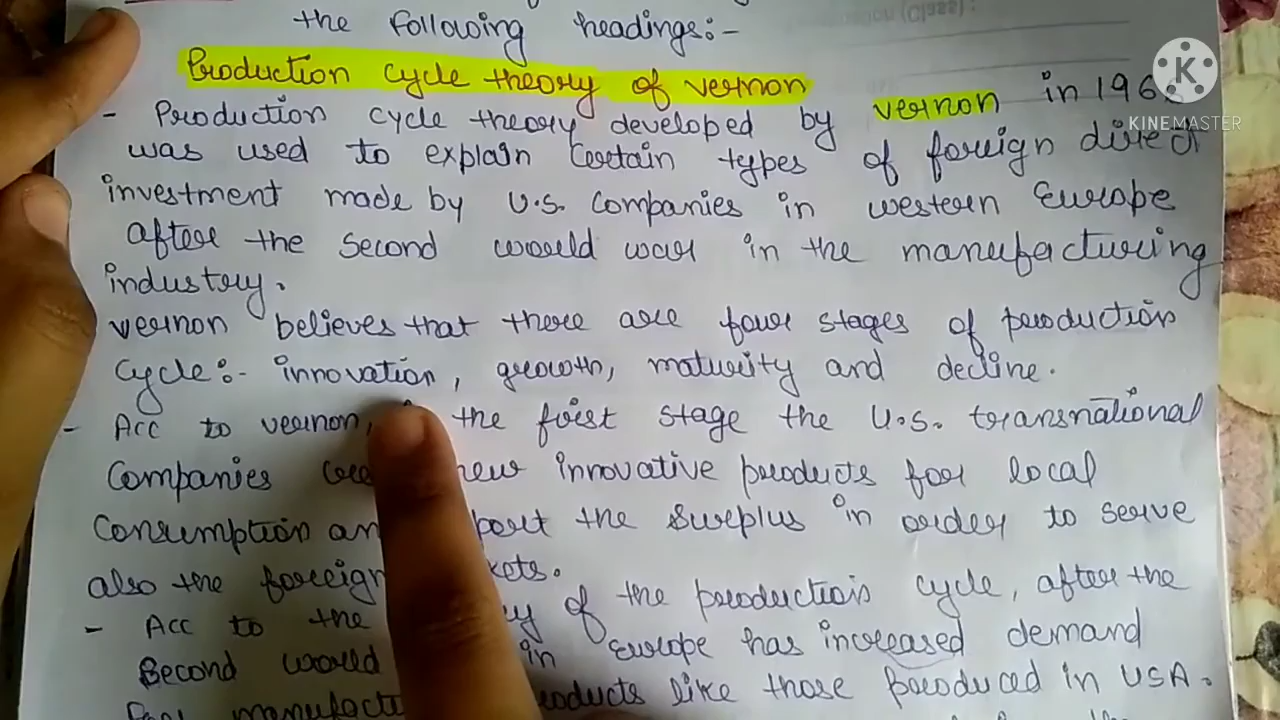 the following headings:-
Production cycle theory of vernon
- Production cycle theory developed by vernon in 196
was used to explain Certain types of foreign direct
investment made by U.S. Companies in western Europe
after the second world war in the manufacturing
industry.
vernon believes that there are four stages of production
Cycle:- innovation, growth, maturity and decline.
- Acc to vernon, the first stage the U.S. transnational
Companies new innovative products for local
Consumption the Surplus in order to serve
also the foreign
- Acc to the of the production cycle, after the
Second world in Europe has increased demand
like those produced in USA.
K
KINEMASTER
(Class):